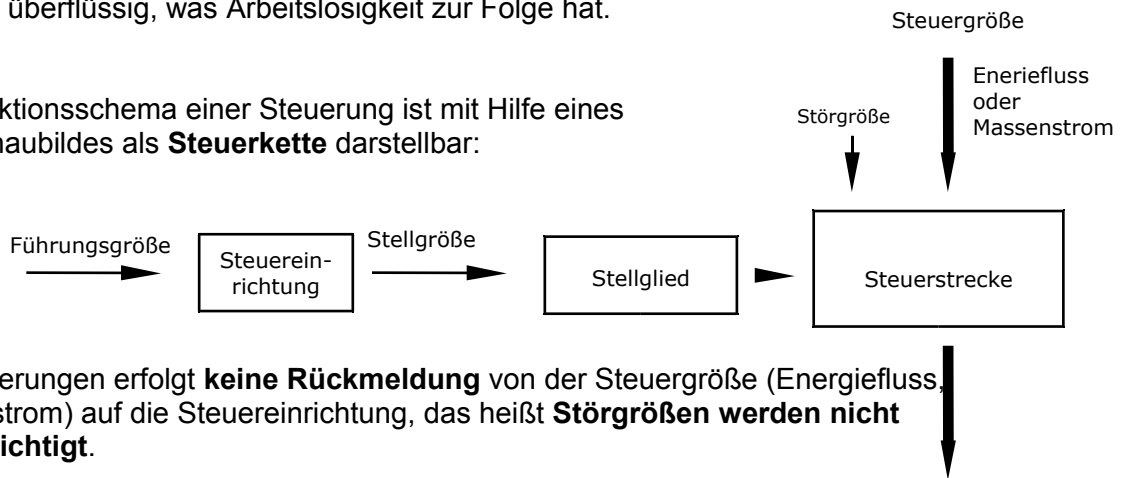 überflüssig, was Arbeitslosigkeit zur Folge hat.
Steuergröße
Eneriefluss
oder
Massenstrom
ktionsschema einer Steuerung ist mit Hilfe eines
naubildes als Steuerkette darstellbar:
Störgröße
Führungsgröße
Steuerein-
richtung
Stellgröße
Stellglied
Steuerstrecke
erungen erfolgt keine Rückmeldung von der Steuergröße (Energiefluss,
strom) auf die Steuereinrichtung, das heißt Störgrößen werden nicht
ichtigt.